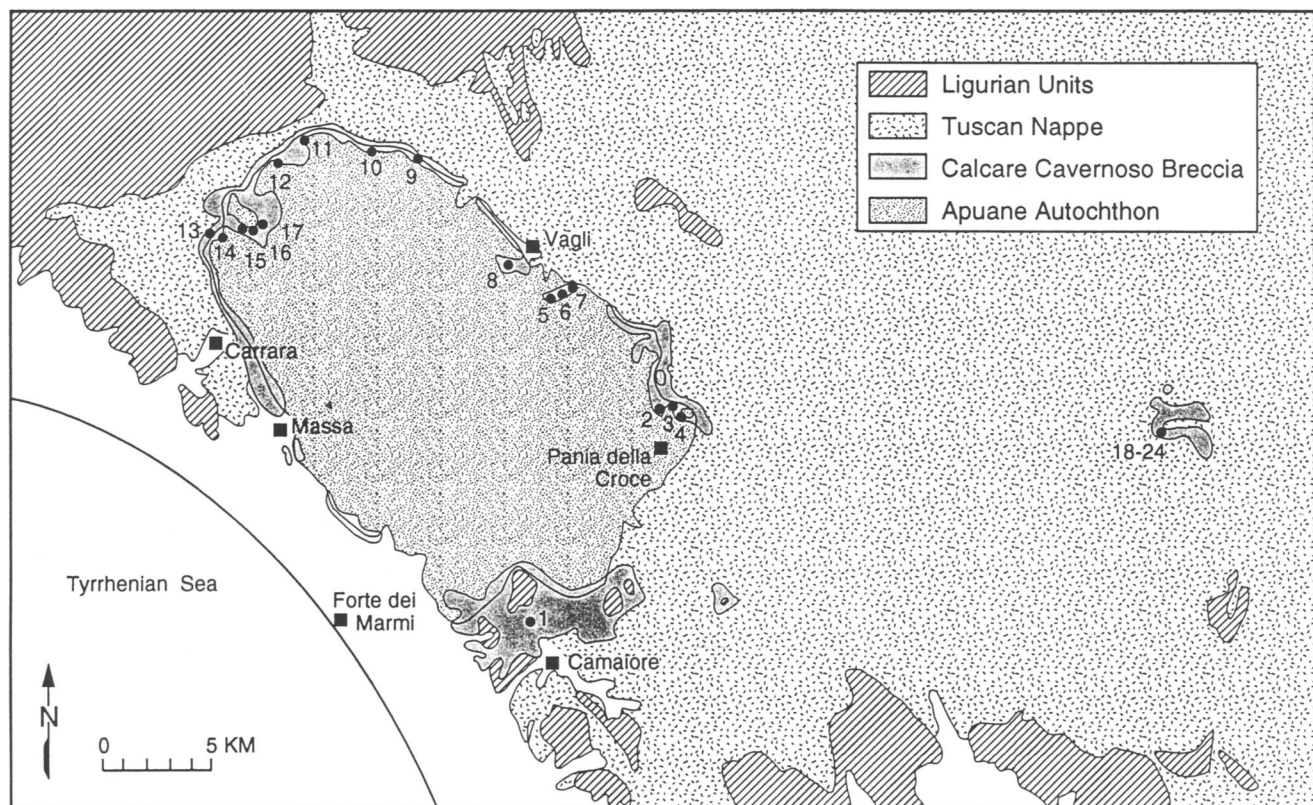 Ligurian Units
Tuscan Nappe
Calcare Cavernoso Breccia
Apuane Autochthon
11
10
9
12
13
14
15
16
17
Vagli
8
5
6
7
Carrara
Massa
2
3
4
Pania della
Croce
18-24
Tyrrhenian Sea
Forte dei
Marmi
1
Camaiore
N
0
5 KM